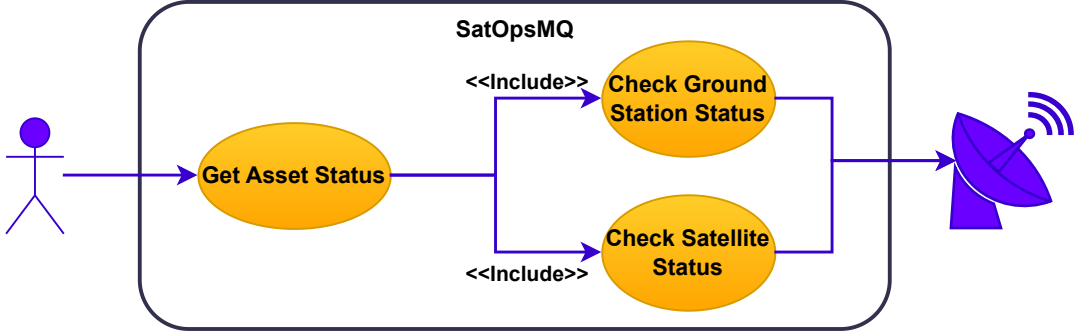 SatOpsMQ
<<Include>>
Check Ground
Station Status
Get Asset Status
Check Satellite
Status
<<Include>>